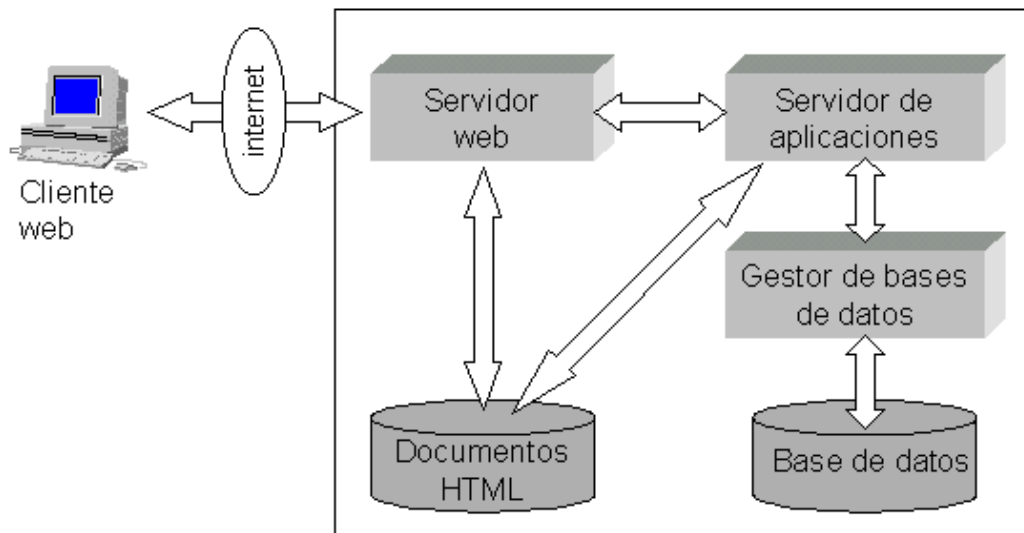 Cliente
web
internet
Servidor
web
Servidor de
aplicaciones
Gestor de bases
de datos
Documentos
HTML
Base de datos